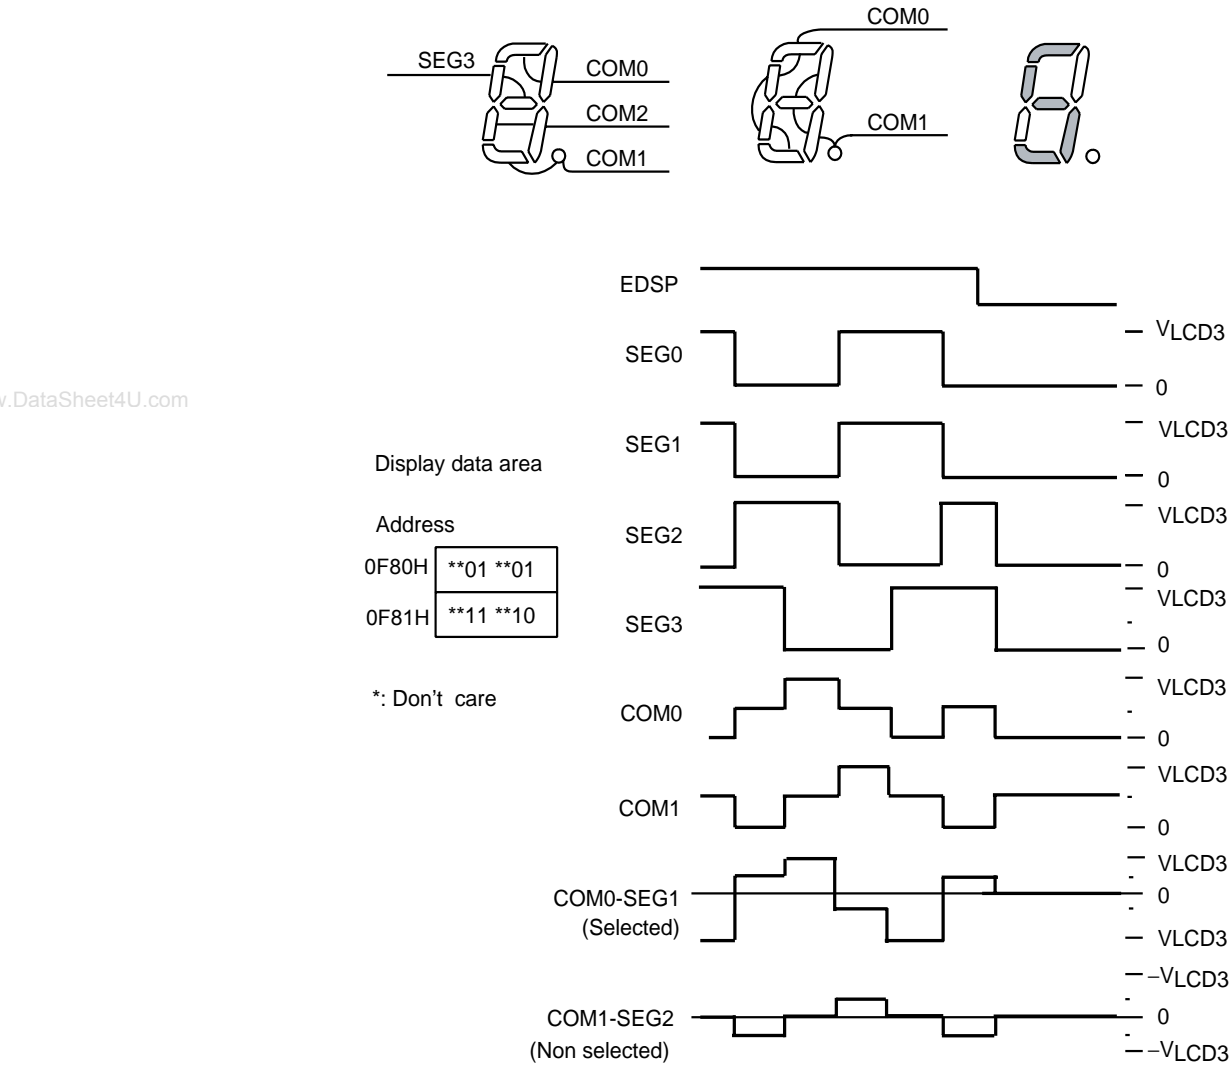 COM0
SEG3
COM0
COM2
COM1
COM1
EDSP
VLCD3
SEG0
0
w.DataSheet4U.com
VLCD3
SEG1
0
Display data area
VLCD3
Address
SEG2
0F80H **01 **01
0
VLCD3
0F81H **11 **10
SEG3
0
*: Don't care
VLCD3
COM0
0
VLCD3
COM1
0
VLCD3
COM0-SEG1
0
(Selected)
VLCD3
–VLCD3
COM1-SEG2
0
(Non selected)
–VLCD3